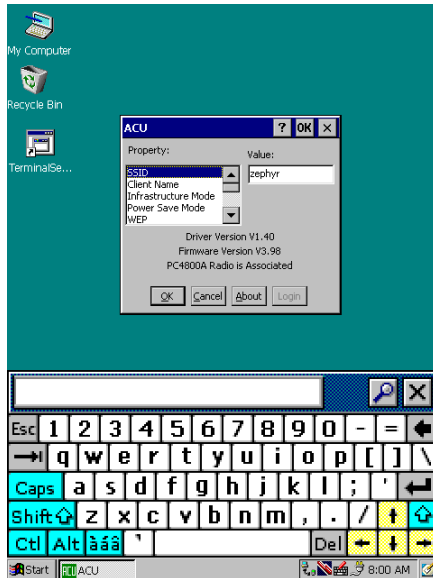 My Computer
Recycle Bin
TerminalSe...
ACU ? OK ×
Property:
Value:
SSID
zephyr
Client Name
Infrastructure Mode
Power Save Mode
WEP
Driver Version V1.40
Firmware Version V3.98
PC4800A Radio is Associated
OK Cancel About Login
Esc 1 2 3 4 5 6 7 8 9 0 - =
q w e r t y u i o p [ ] \
Caps a s d f g h j k l ; '
Shift z x c v b n m , . /
Ctl Alt àáâ ` Del
Start ACU 8:00 AM